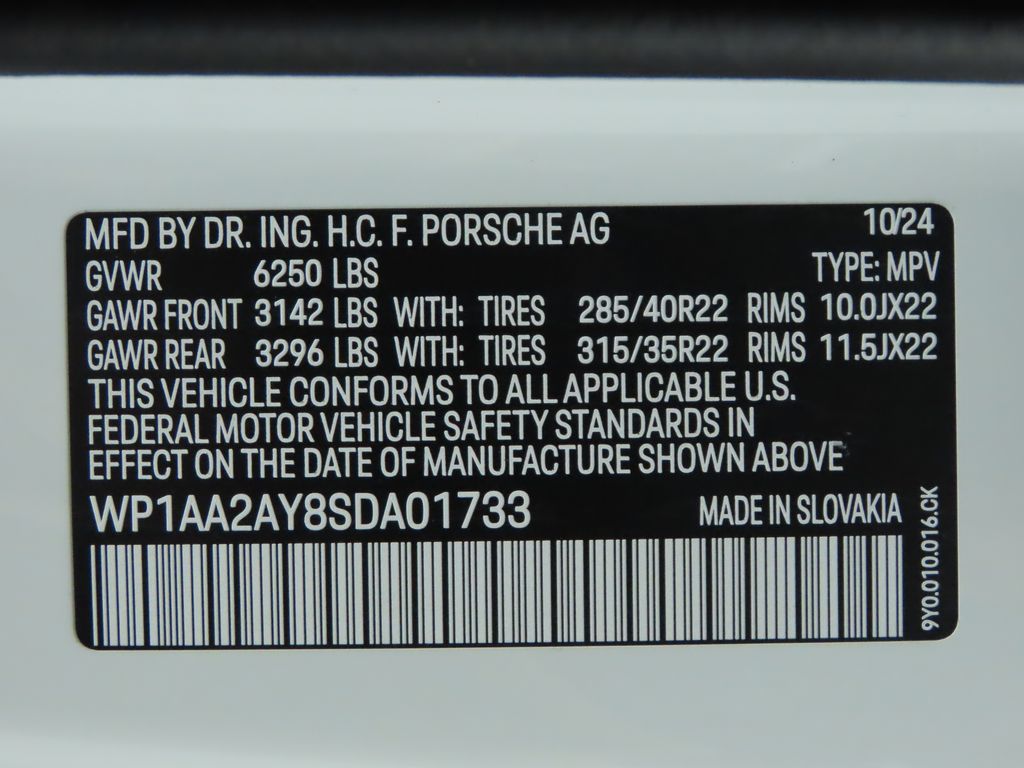 MFD BY DR. ING. H.C. F. PORSCHE AG 10/24
GVWR 6250 LBS TYPE: MPV
GAWR FRONT 3142 LBS WITH: TIRES 285/40R22 RIMS 10.0JX22
GAWR REAR 3296 LBS WITH: TIRES 315/35R22 RIMS 11.5JX22
THIS VEHICLE CONFORMS TO ALL APPLICABLE U.S.
FEDERAL MOTOR VEHICLE SAFETY STANDARDS IN
EFFECT ON THE DATE OF MANUFACTURE SHOWN ABOVE
WP1AA2AY8SDA01733 MADE IN SLOVAKIA
9Y0.010.016.CK